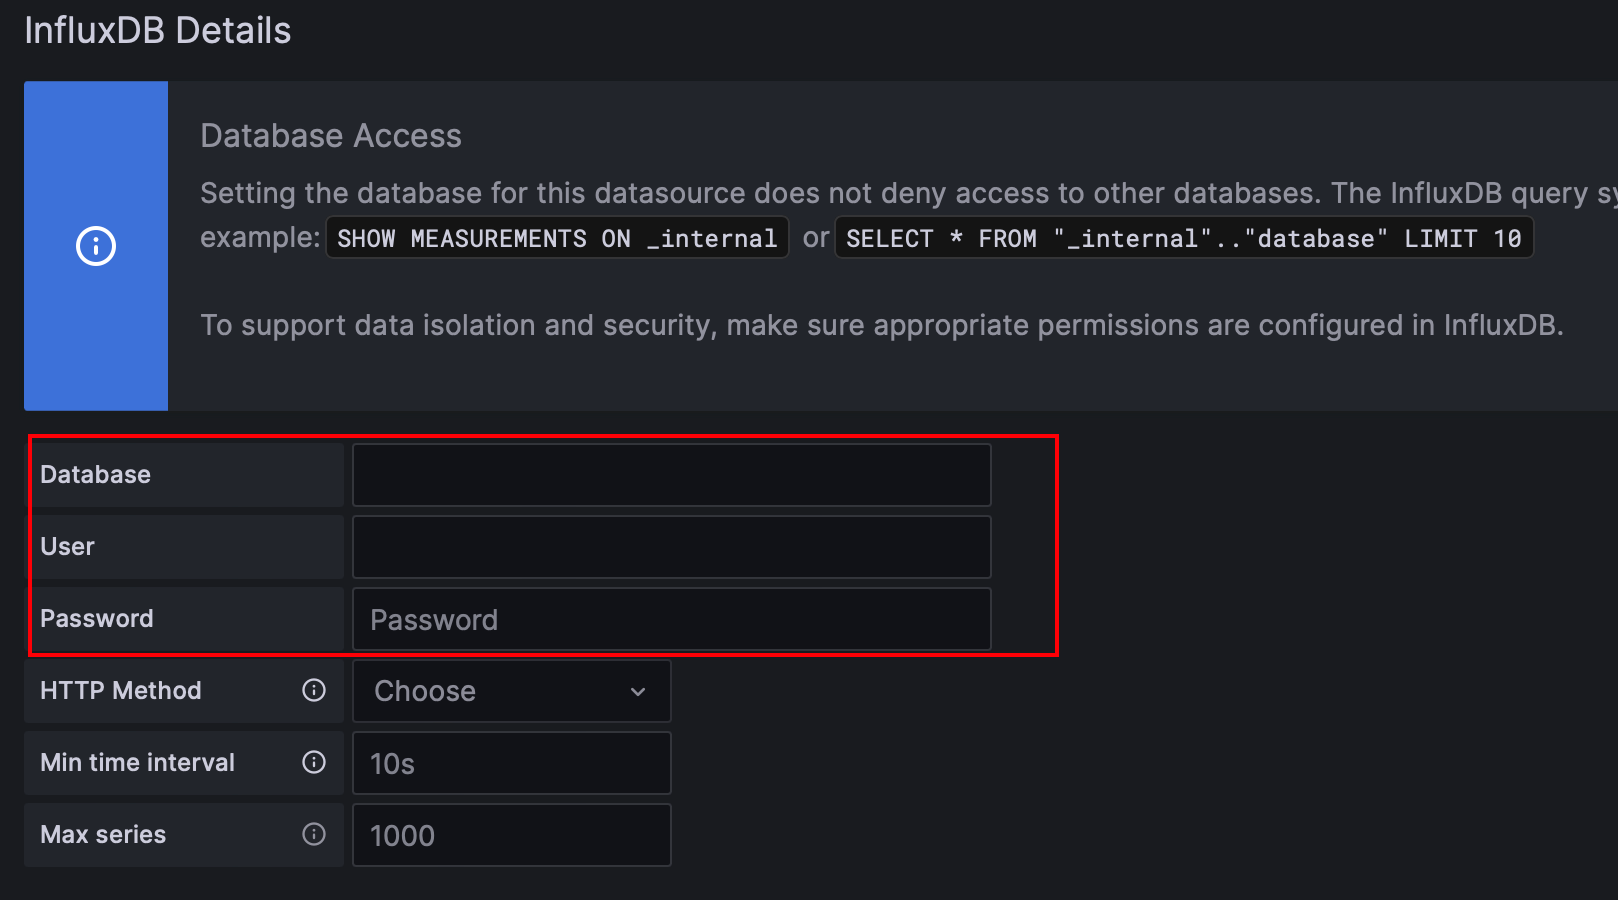 InfluxDB Details
Database Access
Setting the database for this datasource does not deny access to other databases. The InfluxDB query
example: SHOW MEASUREMENTS ON _internal or SELECT * FROM "_internal".."database" LIMIT 10
To support data isolation and security, make sure appropriate permissions are configured in InfluxDB.
Database
User
Password Password
HTTP Method Choose
Min time interval 10s
Max series 1000